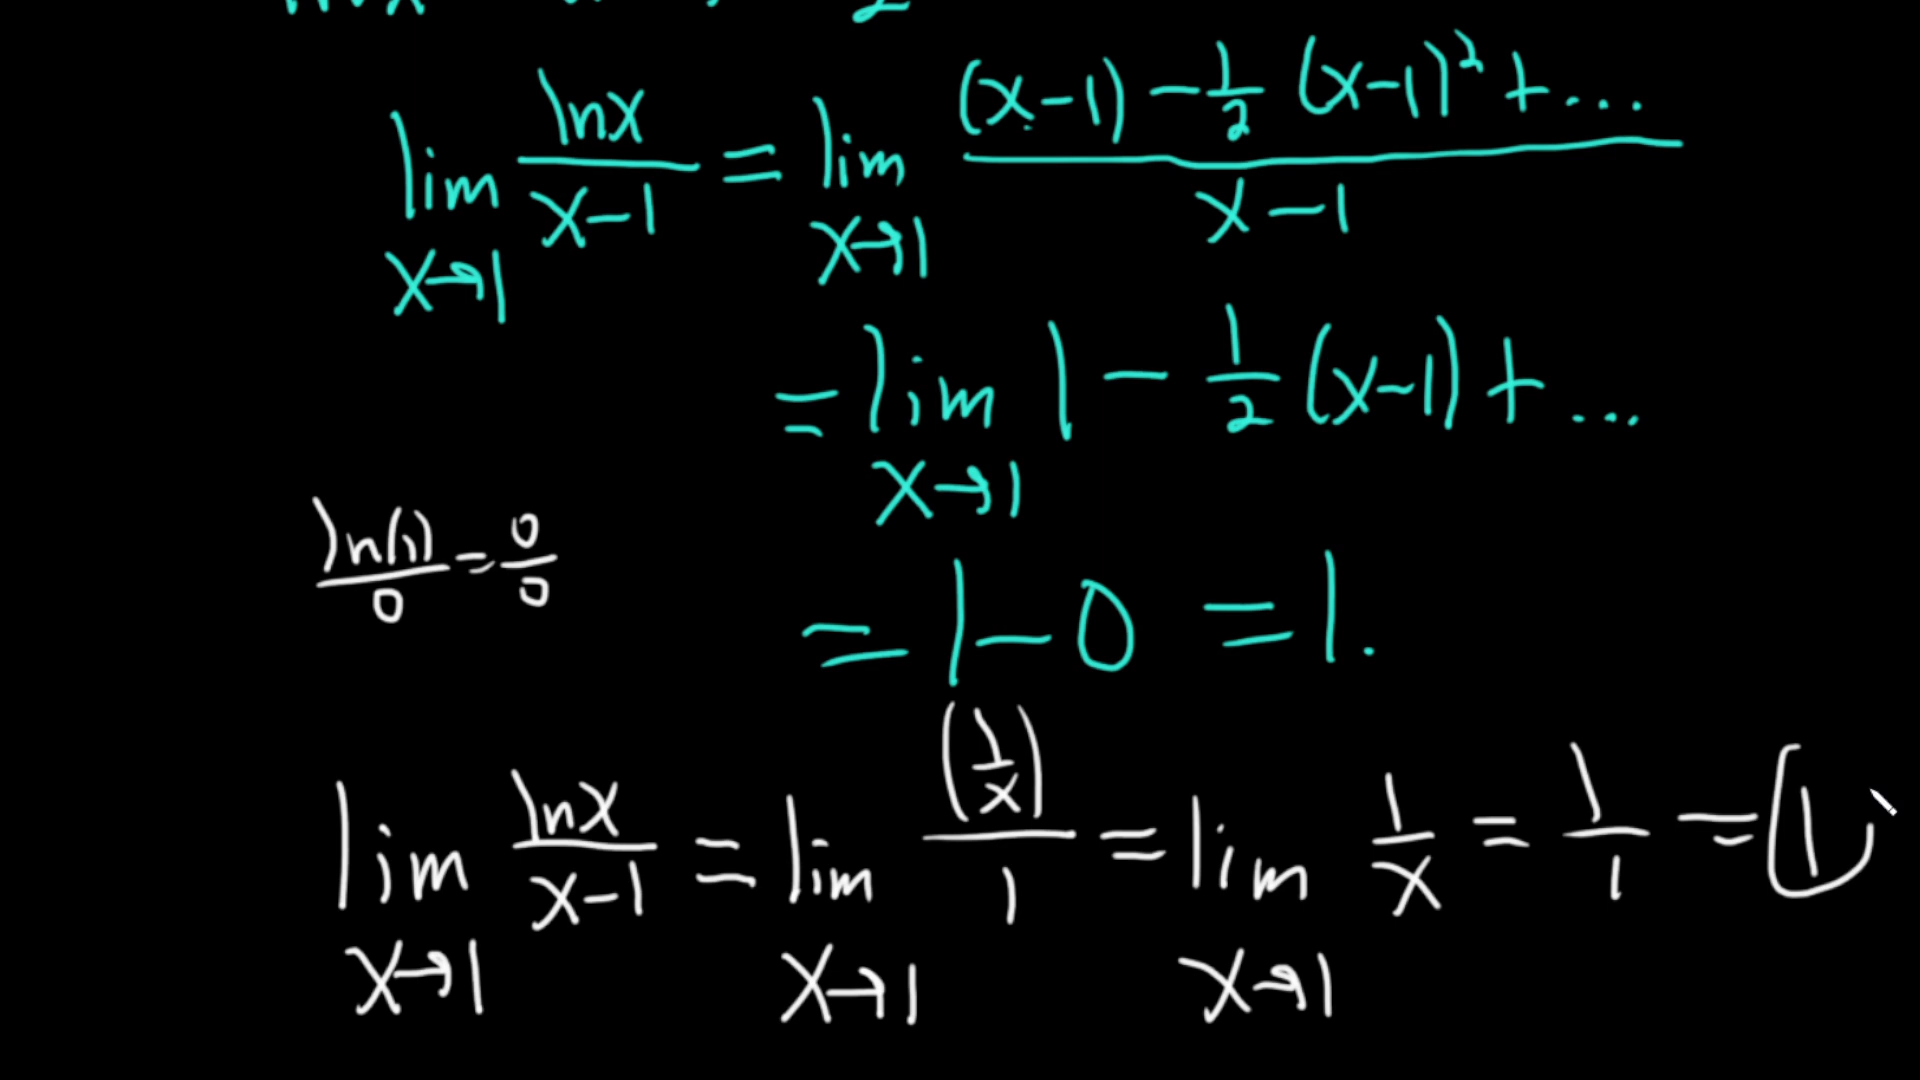 lim x→1 lnx/(x-1) = lim x→1 ((x-1) - 1/2 (x-1)² + ...)/(x-1)
= lim x→1 1 - 1/2 (x-1) + ...
ln(1)/0 = 0/0
= 1 - 0 = 1.
lim x→1 lnx/(x-1) = lim x→1 (1/x)/1 = lim x→1 1/x = 1/1 = 1